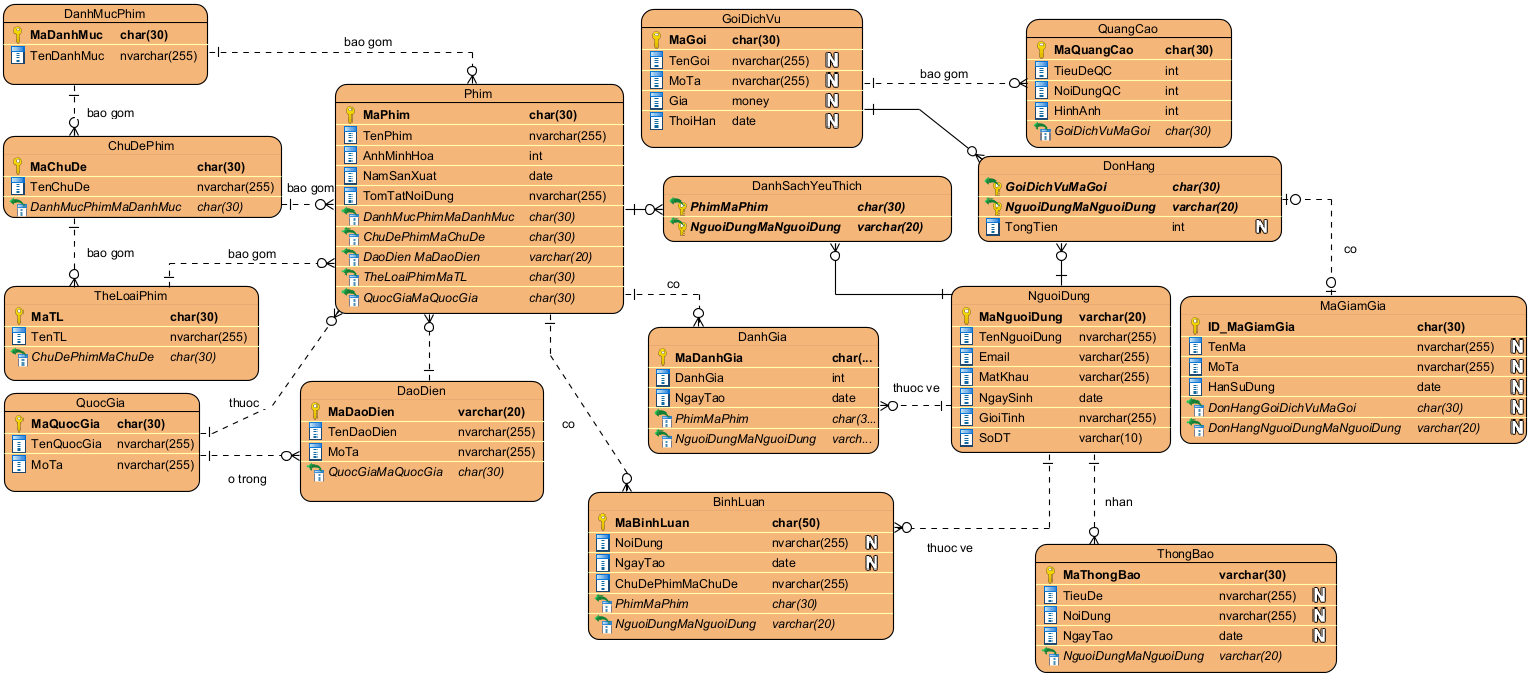 DanhMucPhim
MaDanhMuc char(30)
TenDanhMuc nvarchar(255)
bao gom
bao gom
ChuDePhim
MaChuDe char(30)
TenChuDe nvarchar(255)
DanhMucPhimMaDanhMuc char(30)
bao gom
bao gom
bao gom
TheLoaiPhim
MaTL char(30)
TenTL nvarchar(255)
ChuDePhimMaChuDe char(30)
QuocGia
MaQuocGia char(30)
TenQuocGia nvarchar(255)
MoTa nvarchar(255)
thuoc
o trong
Phim
MaPhim char(30)
TenPhim nvarchar(255)
AnhMinhHoa int
NamSanXuat date
TomTatNoiDung nvarchar(255)
DanhMucPhimMaDanhMuc char(30)
ChuDePhimMaChuDe char(30)
DaoDien MaDaoDien varchar(20)
TheLoaiPhimMaTL char(30)
QuocGiaMaQuocGia char(30)
DaoDien
MaDaoDien varchar(20)
TenDaoDien nvarchar(255)
MoTa nvarchar(255)
QuocGiaMaQuocGia char(30)
co
co
GoiDichVu
MaGoi char(30)
TenGoi nvarchar(255) N
MoTa nvarchar(255) N
Gia money N
ThoiHan date N
bao gom
QuangCao
MaQuangCao char(30)
TieuDeQC int
NoiDungQC int
HinhAnh int
GoiDichVuMaGoi char(30)
DanhSachYeuThich
PhimMaPhim char(30)
NguoiDungMaNguoiDung varchar(20)
DonHang
GoiDichVuMaGoi char(30)
NguoiDungMaNguoiDung varchar(20)
TongTien int N
co
DanhGia
MaDanhGia char(...
DanhGia int
NgayTao date
PhimMaPhim char(3...
NguoiDungMaNguoiDung varch...
thuoc ve
NguoiDung
MaNguoiDung varchar(20)
TenNguoiDung nvarchar(255)
Email varchar(255)
MatKhau varchar(255)
NgaySinh date
GioiTinh nvarchar(255)
SoDT varchar(10)
MaGiamGia
ID_MaGiamGia char(30)
TenMa nvarchar(255) N
MoTa nvarchar(255) N
HanSuDung date N
DonHangGoiDichVuMaGoi char(30) N
DonHangNguoiDungMaNguoiDung varchar(20) N
BinhLuan
MaBinhLuan char(50)
NoiDung nvarchar(255) N
NgayTao date N
ChuDePhimMaChuDe nvarchar(255)
PhimMaPhim char(30)
NguoiDungMaNguoiDung varchar(20)
thuoc ve
nhan
ThongBao
MaThongBao varchar(30)
TieuDe nvarchar(255) N
NoiDung nvarchar(255) N
NgayTao date N
NguoiDungMaNguoiDung varchar(20)